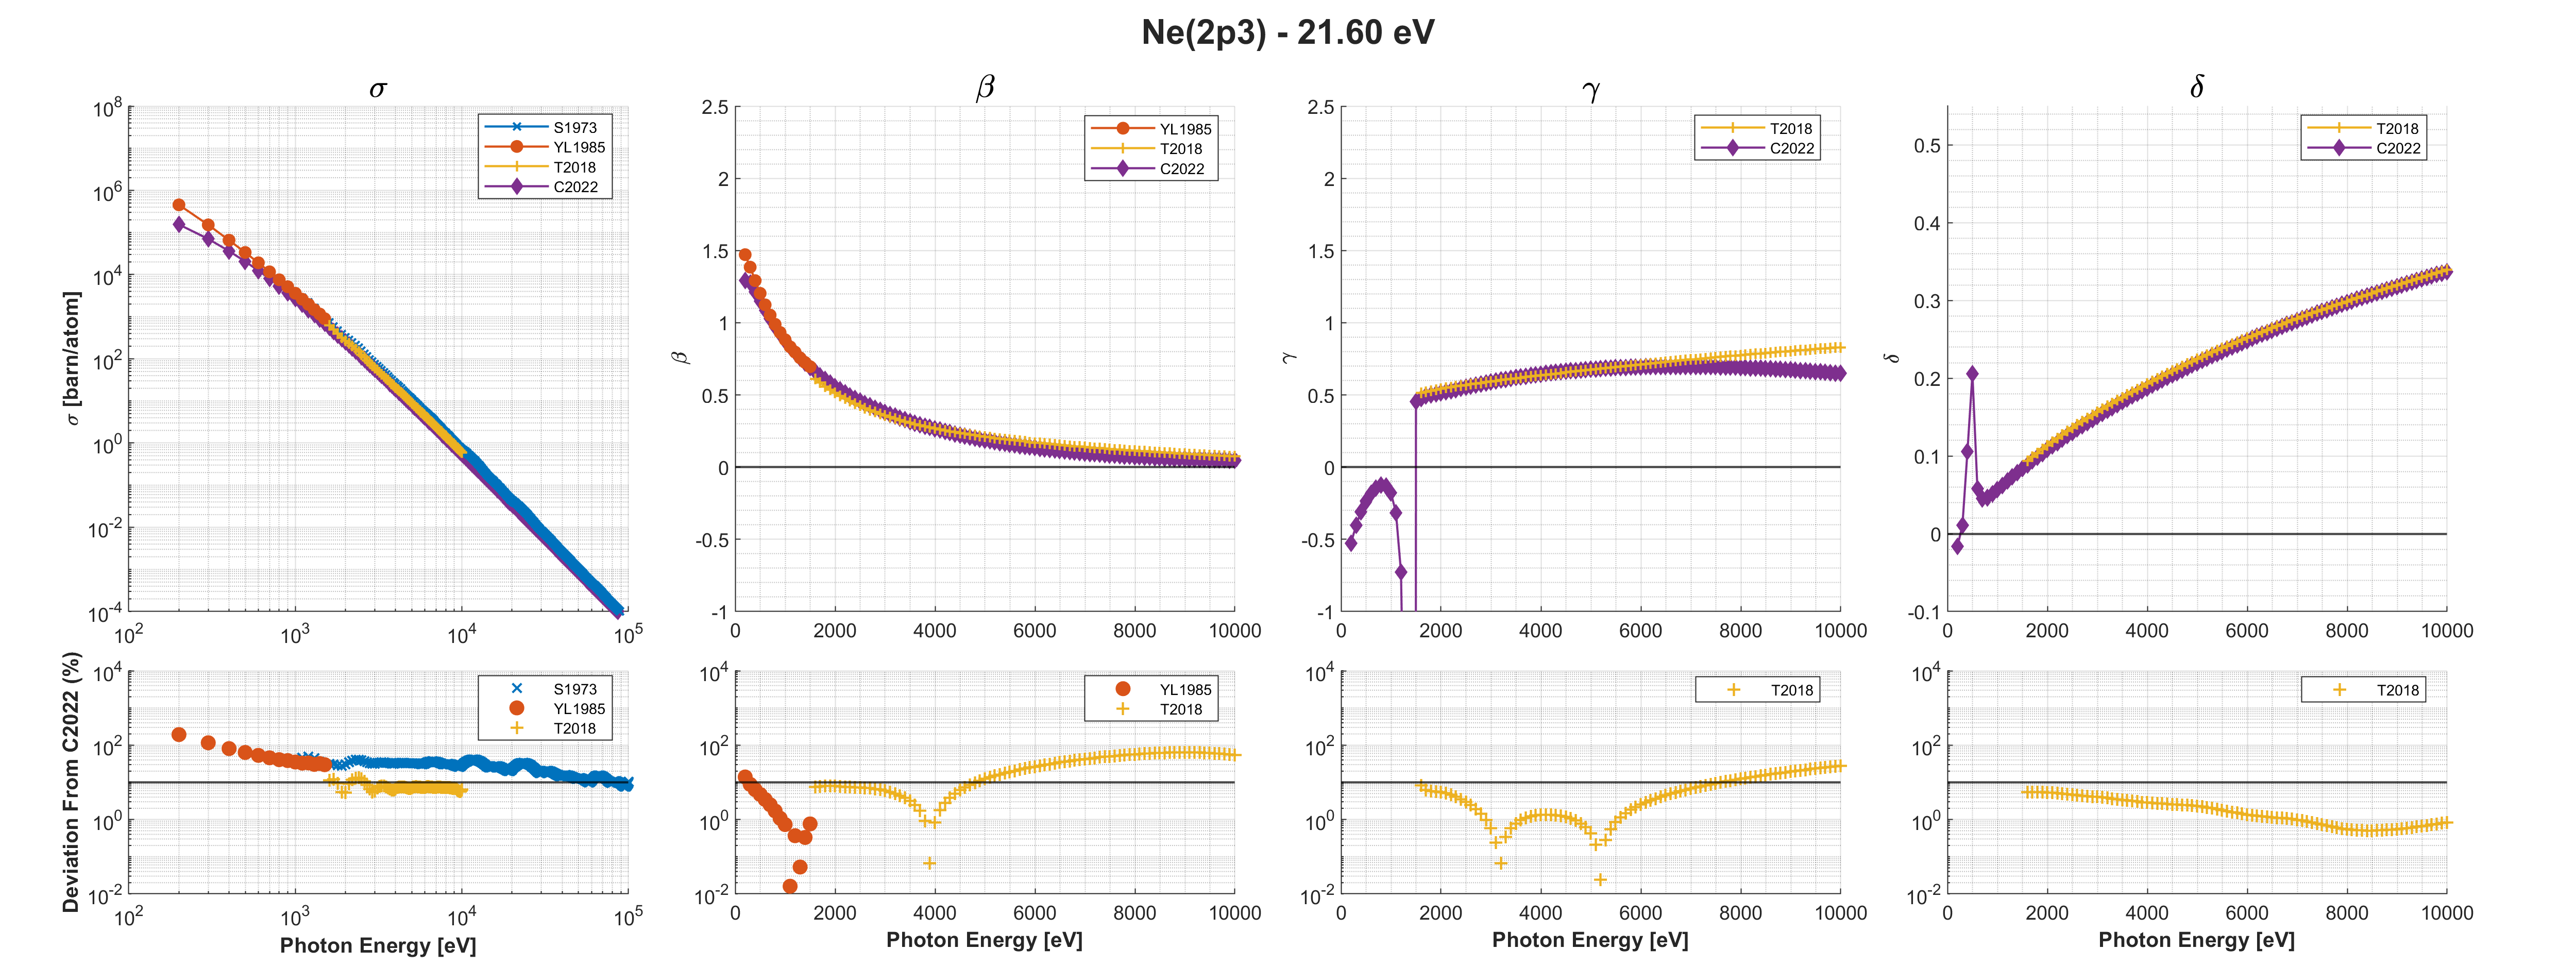 Ne(2p3) - 21.60 eV
σ
σ [barn/atom]
10^8
10^6
10^4
10^2
10^0
10^-2
10^-4
10^2 10^3 10^4 10^5
S1973
YL1985
T2018
C2022
β
β
2.5
2
1.5
1
0.5
0
-0.5
-1
0 2000 4000 6000 8000 10000
YL1985
T2018
C2022
γ
γ
2.5
2
1.5
1
0.5
0
-0.5
-1
0 2000 4000 6000 8000 10000
T2018
C2022
δ
δ
0.5
0.4
0.3
0.2
0.1
0
-0.1
0 2000 4000 6000 8000 10000
T2018
C2022
Deviation From C2022 (%)
10^4
10^2
10^0
10^-2
10^2 10^3 10^4 10^5
Photon Energy [eV]
S1973
YL1985
T2018
10^4
10^2
10^0
10^-2
0 2000 4000 6000 8000 10000
Photon Energy [eV]
YL1985
T2018
10^4
10^2
10^0
10^-2
0 2000 4000 6000 8000 10000
Photon Energy [eV]
T2018
10^4
10^2
10^0
10^-2
0 2000 4000 6000 8000 10000
Photon Energy [eV]
T2018